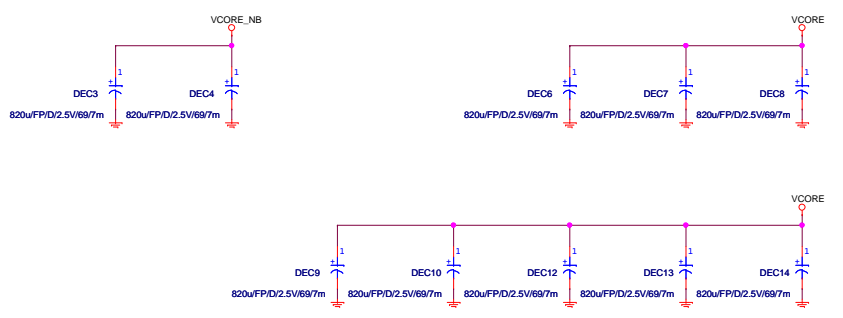 VCORE_NB
VCORE
1
1
1
1
1
+
+
+
+
+
DEC3
DEC4
DEC6
DEC7
DEC8
820u/FP/D/2.5V/69/7m
820u/FP/D/2.5V/69/7m
820u/FP/D/2.5V/69/7m
820u/FP/D/2.5V/69/7m
820u/FP/D/2.5V/69/7m
VCORE
1
1
1
1
1
+
+
+
+
+
DEC9
DEC10
DEC12
DEC13
DEC14
820u/FP/D/2.5V/69/7m
820u/FP/D/2.5V/69/7m
820u/FP/D/2.5V/69/7m
820u/FP/D/2.5V/69/7m
820u/FP/D/2.5V/69/7m